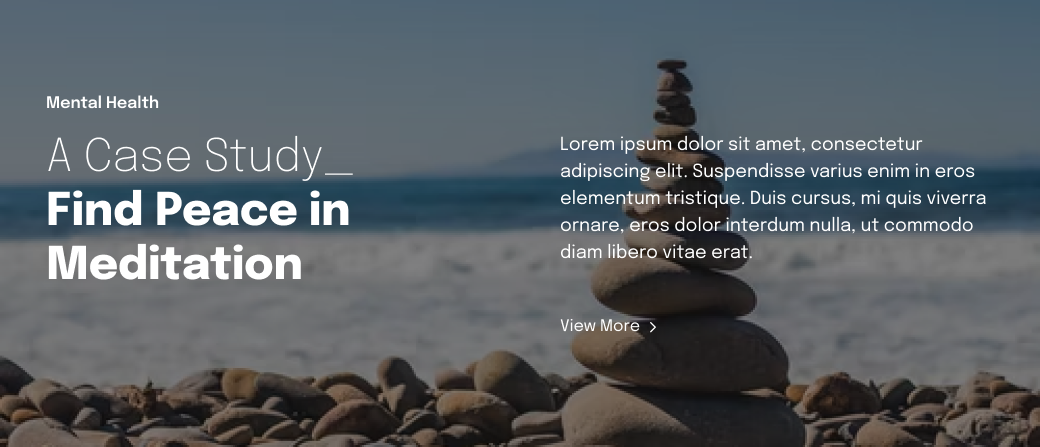 Mental Health
A Case Study_
Find Peace in
Meditation
Lorem ipsum dolor sit amet, consectetur
adipiscing elit. Suspendisse varius enim in eros
elementum tristique. Duis cursus, mi quis viverra
ornare, eros dolor interdum nulla, ut commodo
diam libero vitae erat.
View More